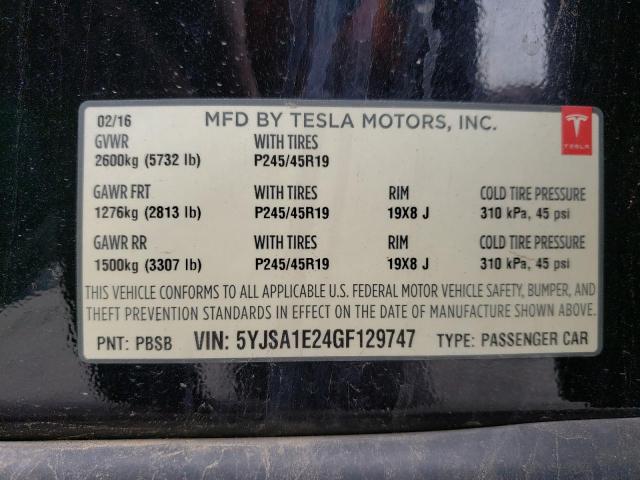 02/16 MFD BY TESLA MOTORS, INC.
GVWR WITH TIRES
2600kg (5732 lb) P245/45R19
TESLA
GAWR FRT WITH TIRES RIM COLD TIRE PRESSURE
1276kg (2813 lb) P245/45R19 19X8 J 310 kPa, 45 psi
GAWR RR WITH TIRES RIM COLD TIRE PRESSURE
1500kg (3307 lb) P245/45R19 19X8 J 310 kPa, 45 psi
THIS VEHICLE CONFORMS TO ALL APPLICABLE U.S. FEDERAL MOTOR VEHICLE SAFETY, BUMPER, AND
THEFT PREVENTION STANDARDS IN EFFECT ON THE DATE OF MANUFACTURE SHOWN ABOVE.
PNT: PBSB VIN: 5YJSA1E24GF129747 TYPE: PASSENGER CAR